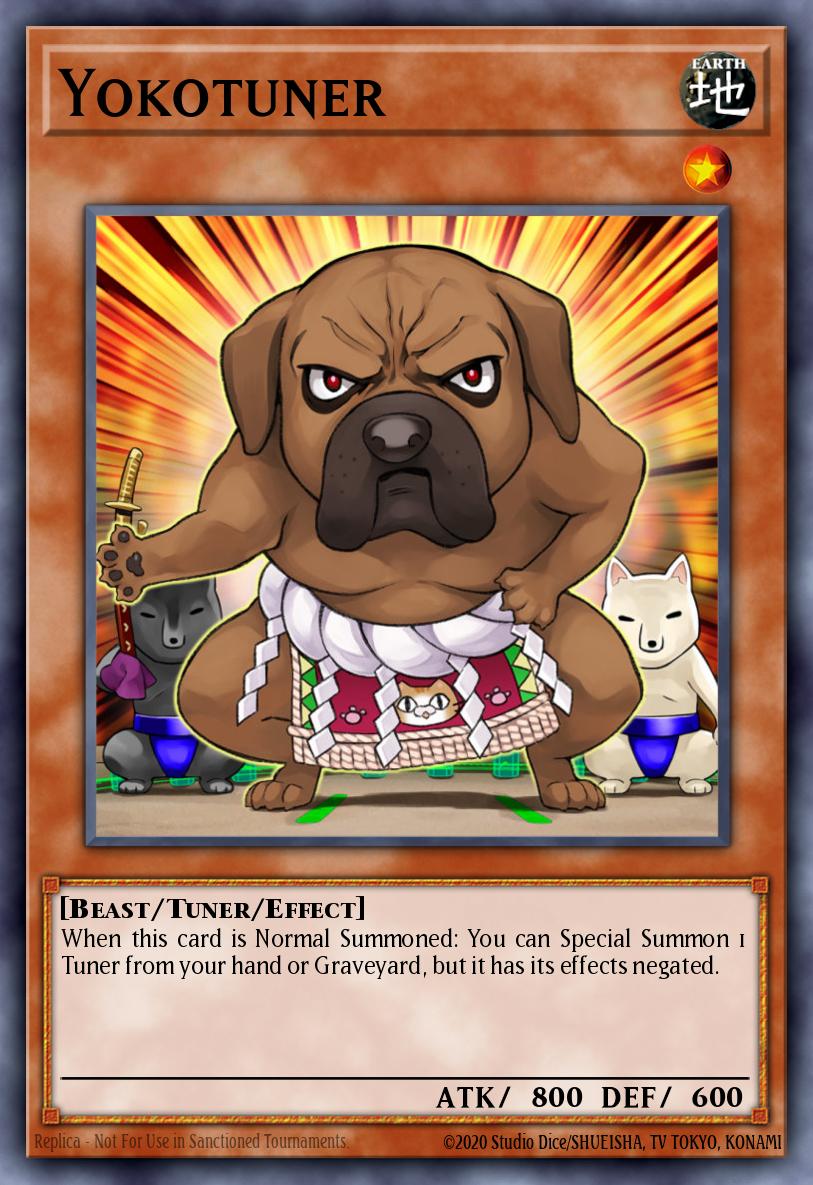 Yokotuner
EARTH
地
[Beast/Tuner/Effect]
When this card is Normal Summoned: You can Special Summon 1
Tuner from your hand or Graveyard, but it has its effects negated.
ATK/ 800 DEF/ 600
Replica - Not For Use in Sanctioned Tournaments.
©2020 Studio Dice/SHUEISHA, TV TOKYO, KONAMI